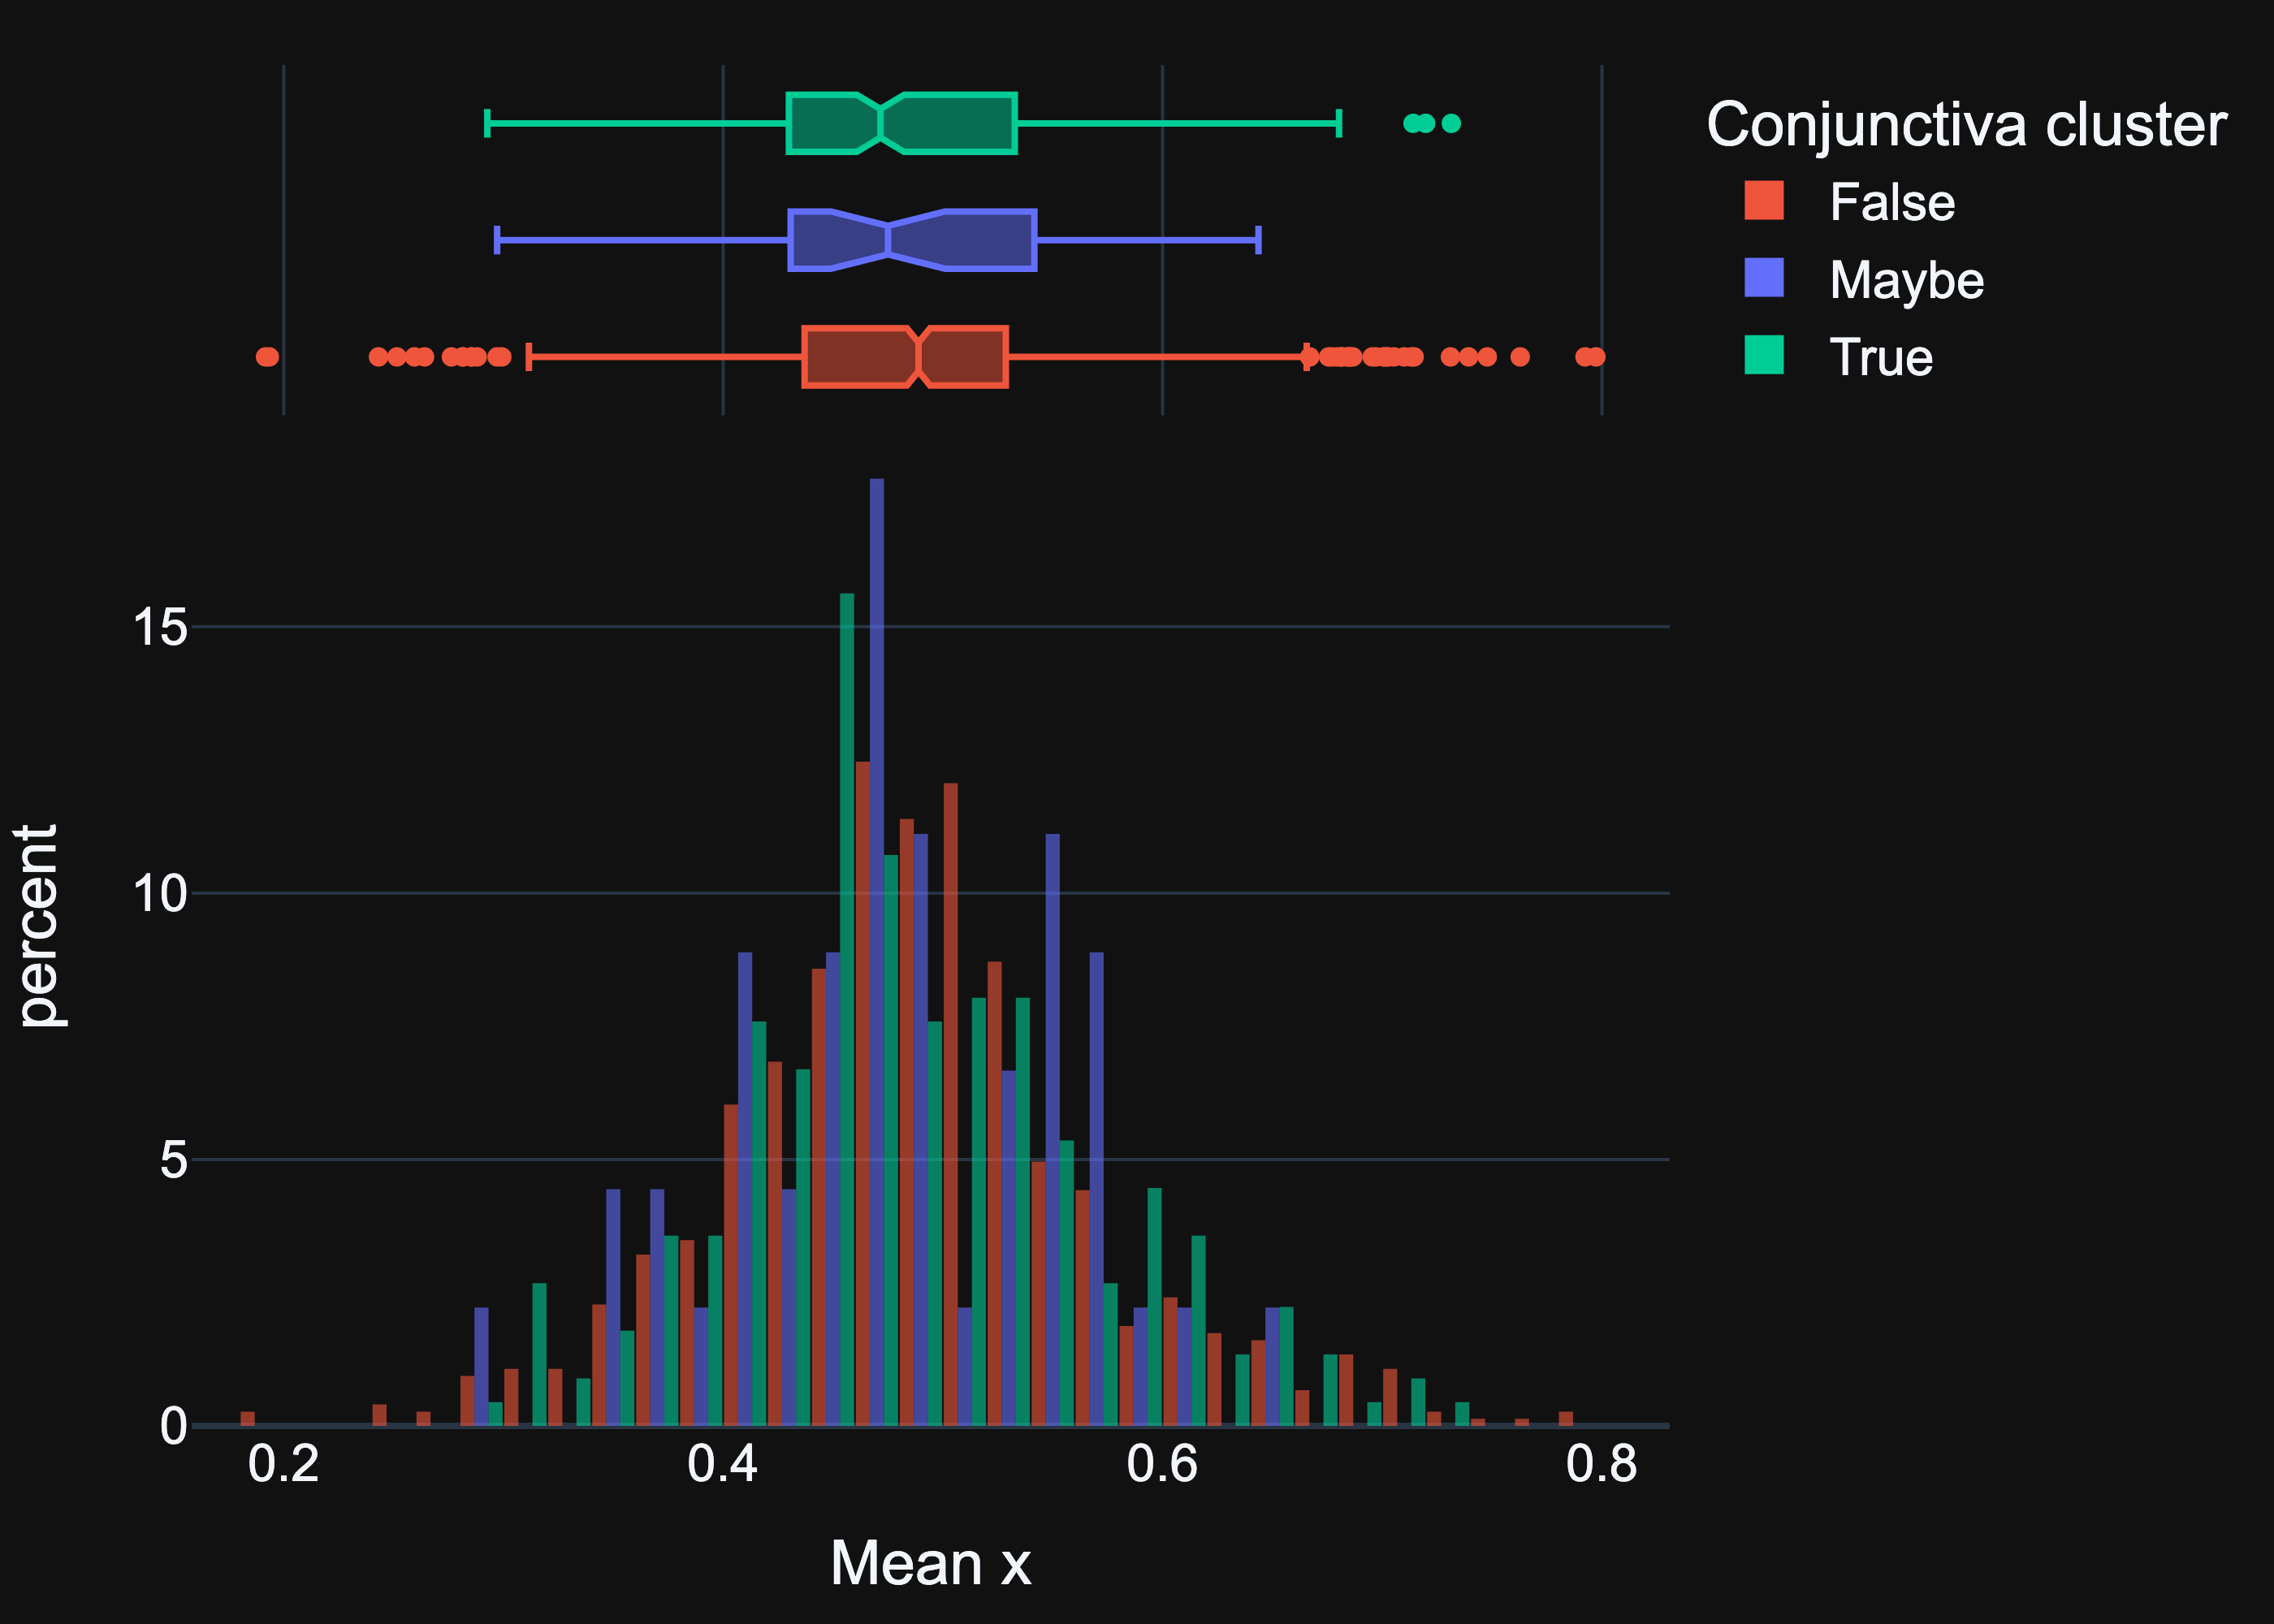 Conjunctiva cluster
False
Maybe
True
15
10
5
0
percent
0.2
0.4
0.6
0.8
Mean x